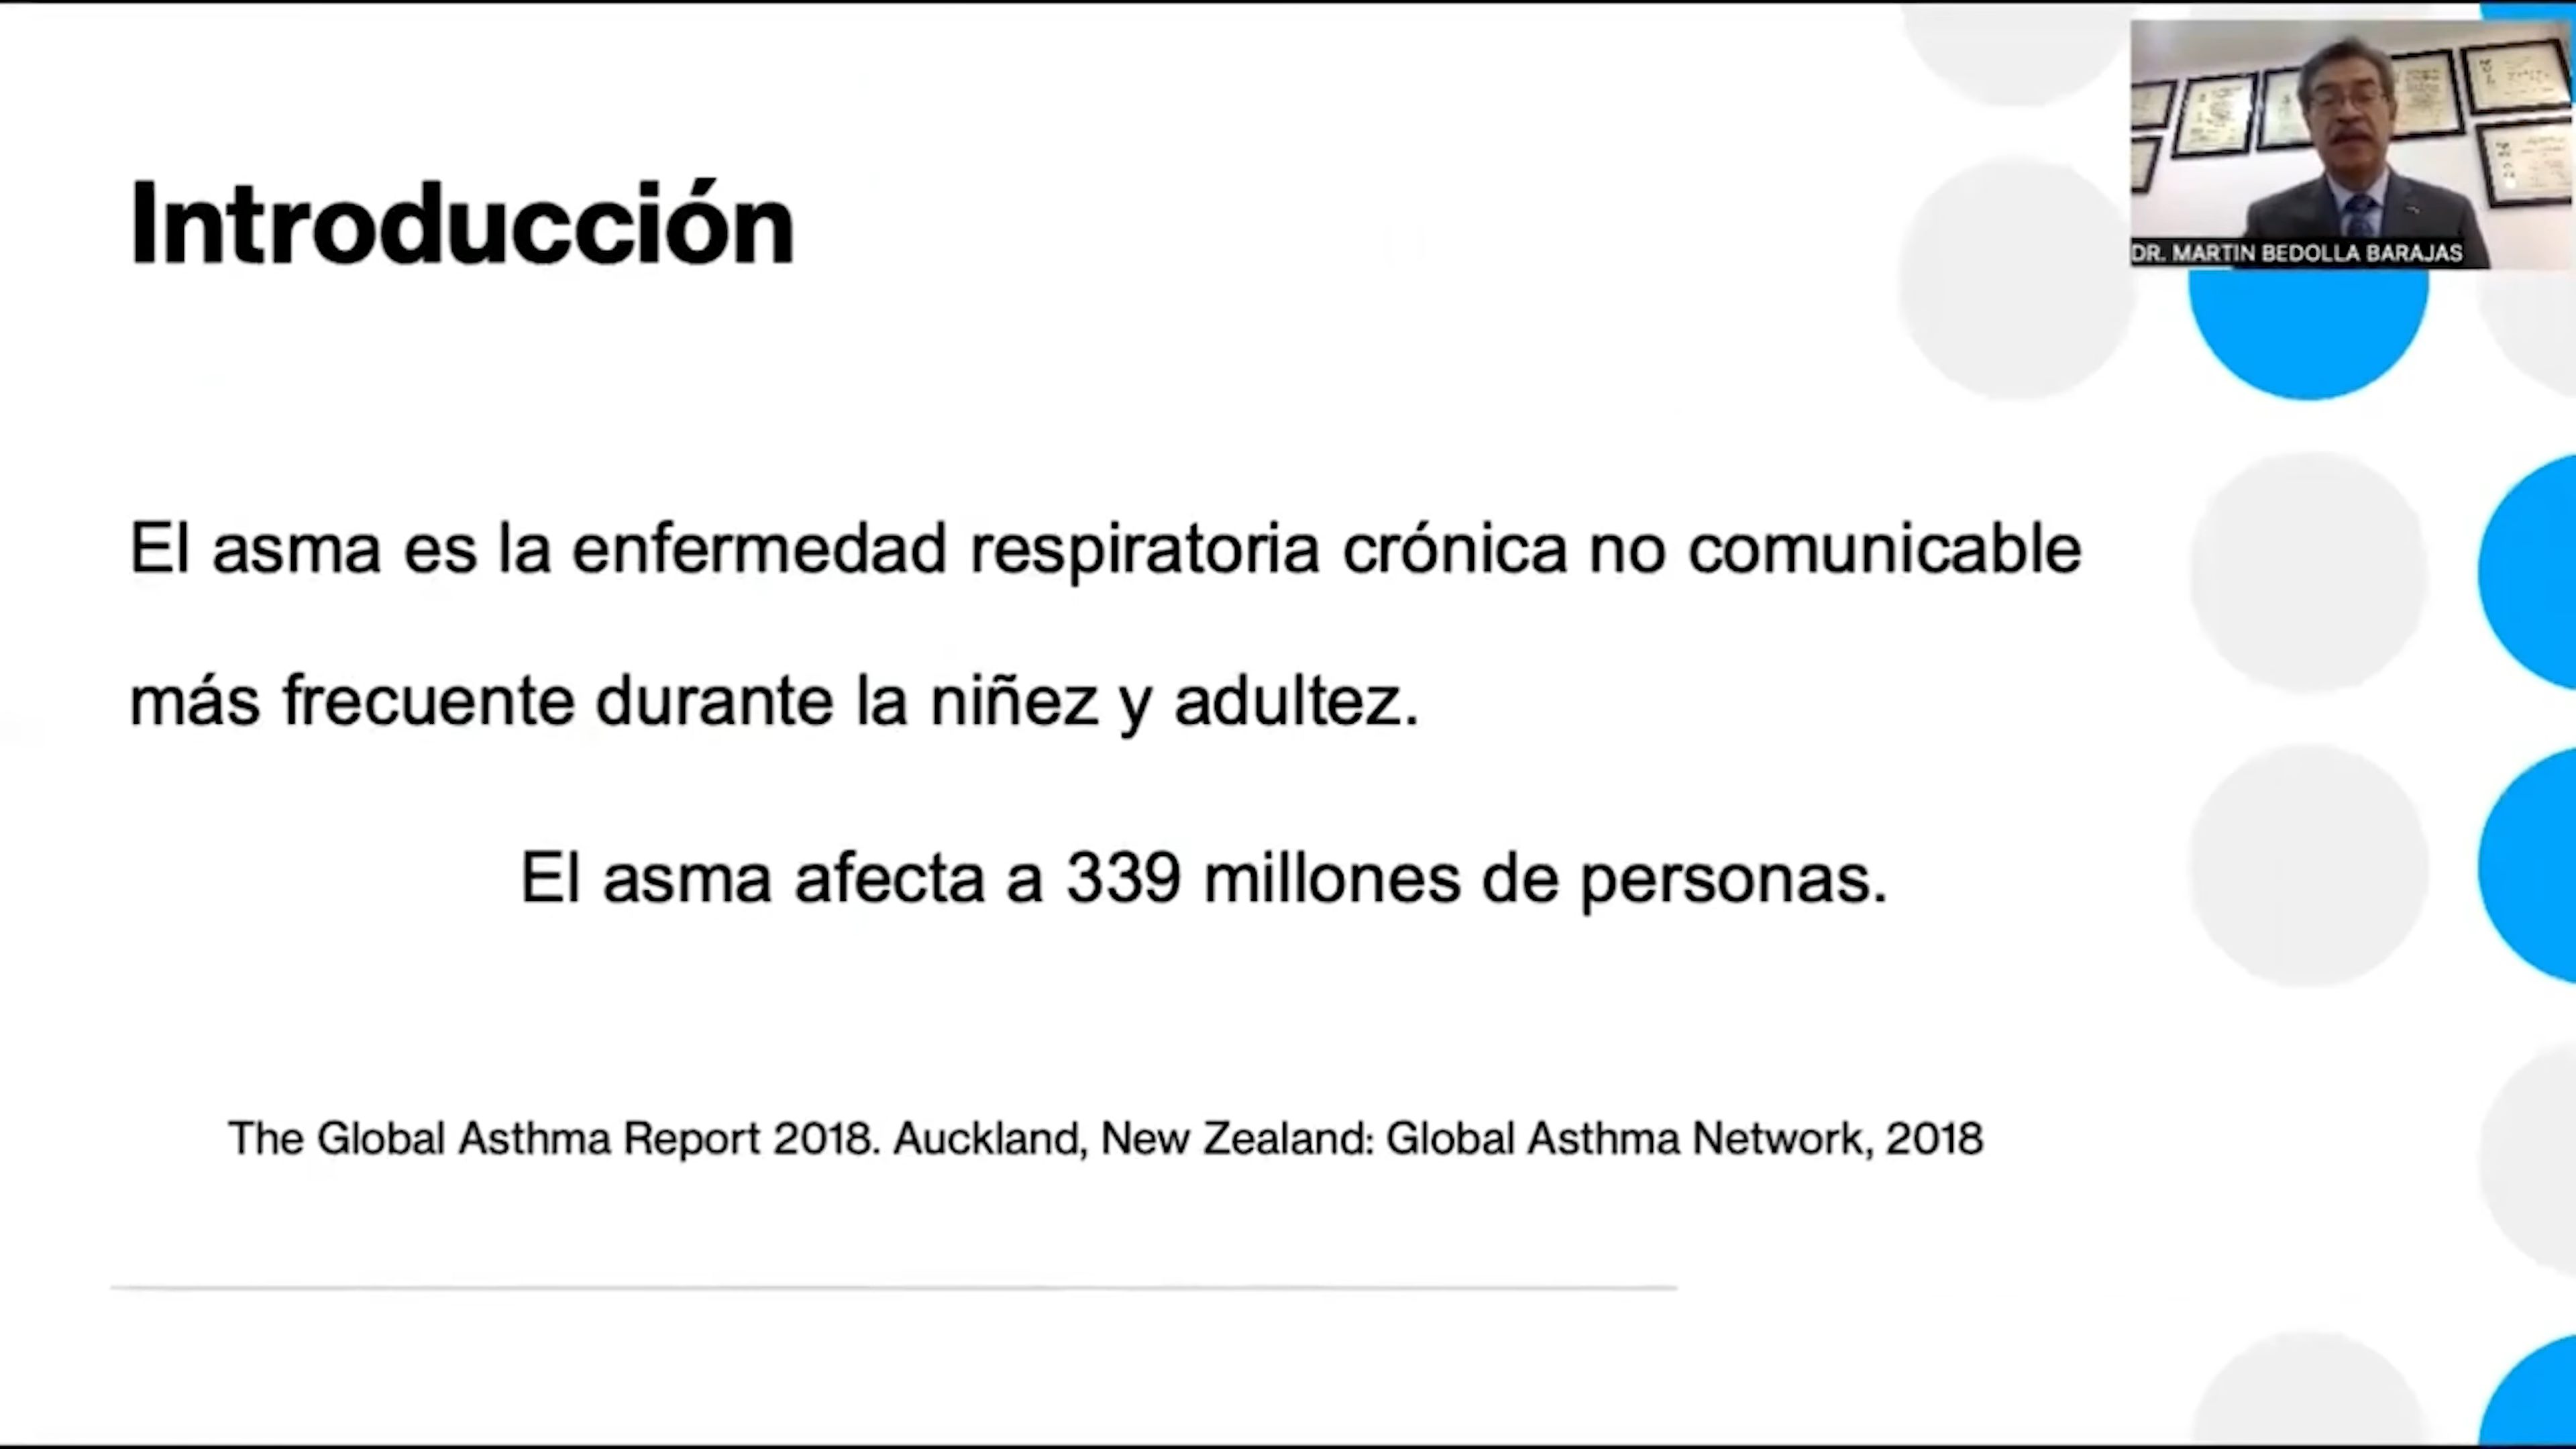 Introducción
DR. MARTIN BEDOLLA BARAJAS
El asma es la enfermedad respiratoria crónica no comunicable
más frecuente durante la niñez y adultez.
El asma afecta a 339 millones de personas.
The Global Asthma Report 2018. Auckland, New Zealand: Global Asthma Network, 2018